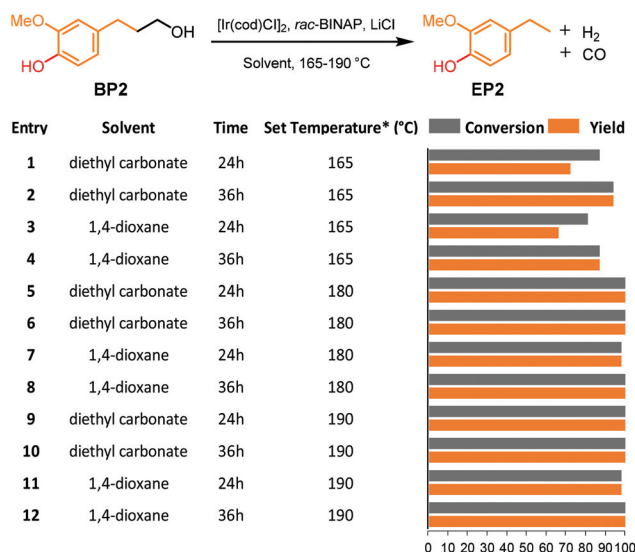 MeO
HO
OH
BP2
[Ir(cod)Cl]2, rac-BINAP, LiCl
Solvent, 165-190 °C
MeO
HO
EP2
+ H2
+ CO
Entry Solvent Time Set Temperature* (°C) Conversion Yield
1 diethyl carbonate 24h 165
2 diethyl carbonate 36h 165
3 1,4-dioxane 24h 165
4 1,4-dioxane 36h 165
5 diethyl carbonate 24h 180
6 diethyl carbonate 36h 180
7 1,4-dioxane 24h 180
8 1,4-dioxane 36h 180
9 diethyl carbonate 24h 190
10 diethyl carbonate 36h 190
11 1,4-dioxane 24h 190
12 1,4-dioxane 36h 190
0 10 20 30 40 50 60 70 80 90 100